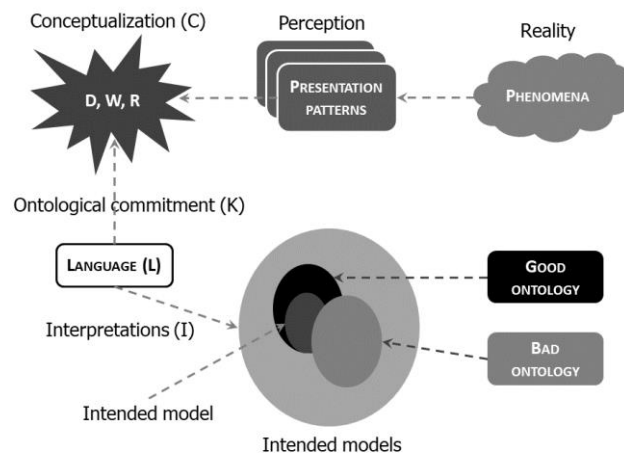 Conceptualization (C)
Perception
Reality
D, W, R
PRESENTATION
PATTERNS
PHENOMENA
Ontological commitment (K)
LANGUAGE (L)
GOOD
ONTOLOGY
Interpretations (I)
BAD
ONTOLOGY
Intended model
Intended models